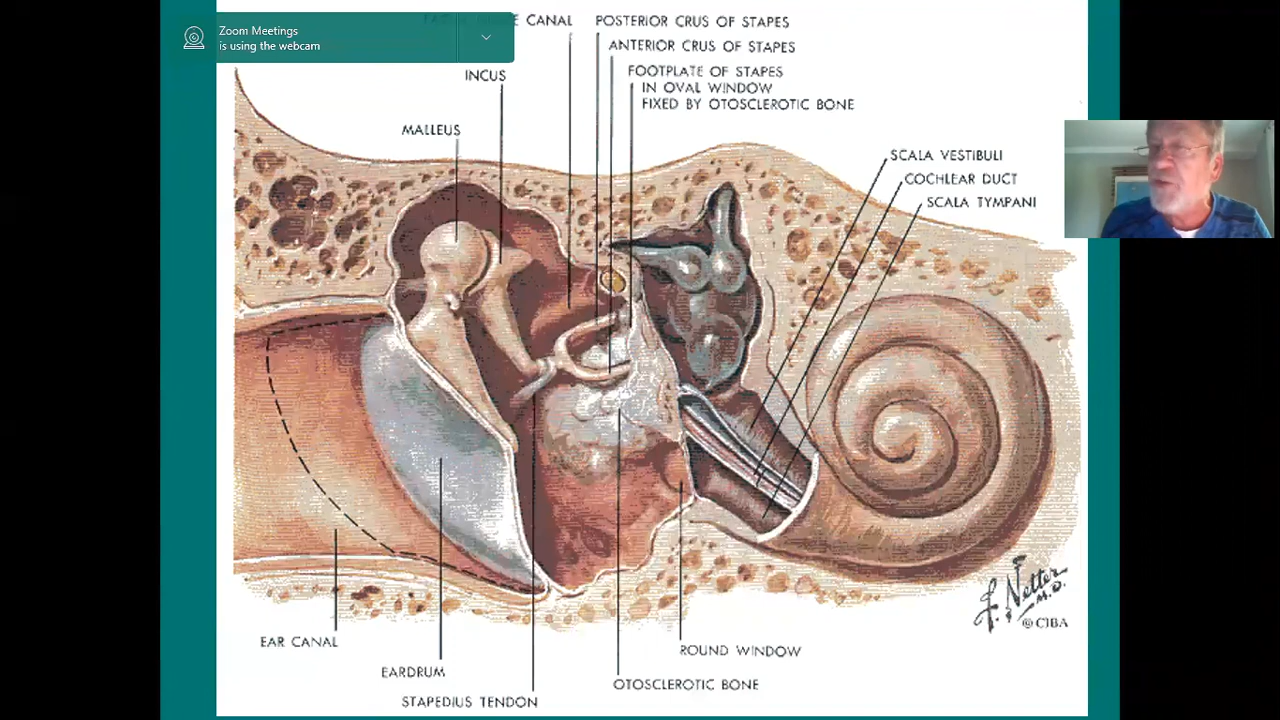 Zoom Meetings
is using the webcam
CANAL
POSTERIOR CRUS OF STAPES
ANTERIOR CRUS OF STAPES
FOOTPLATE OF STAPES
IN OVAL WINDOW
FIXED BY OTOSCLEROTIC BONE
INCUS
MALLEUS
SCALA VESTIBULI
COCHLEAR DUCT
SCALA TYMPANI
F. Netter
M.D.
© CIBA
EAR CANAL
EARDRUM
STAPEDIUS TENDON
ROUND WINDOW
OTOSCLEROTIC BONE